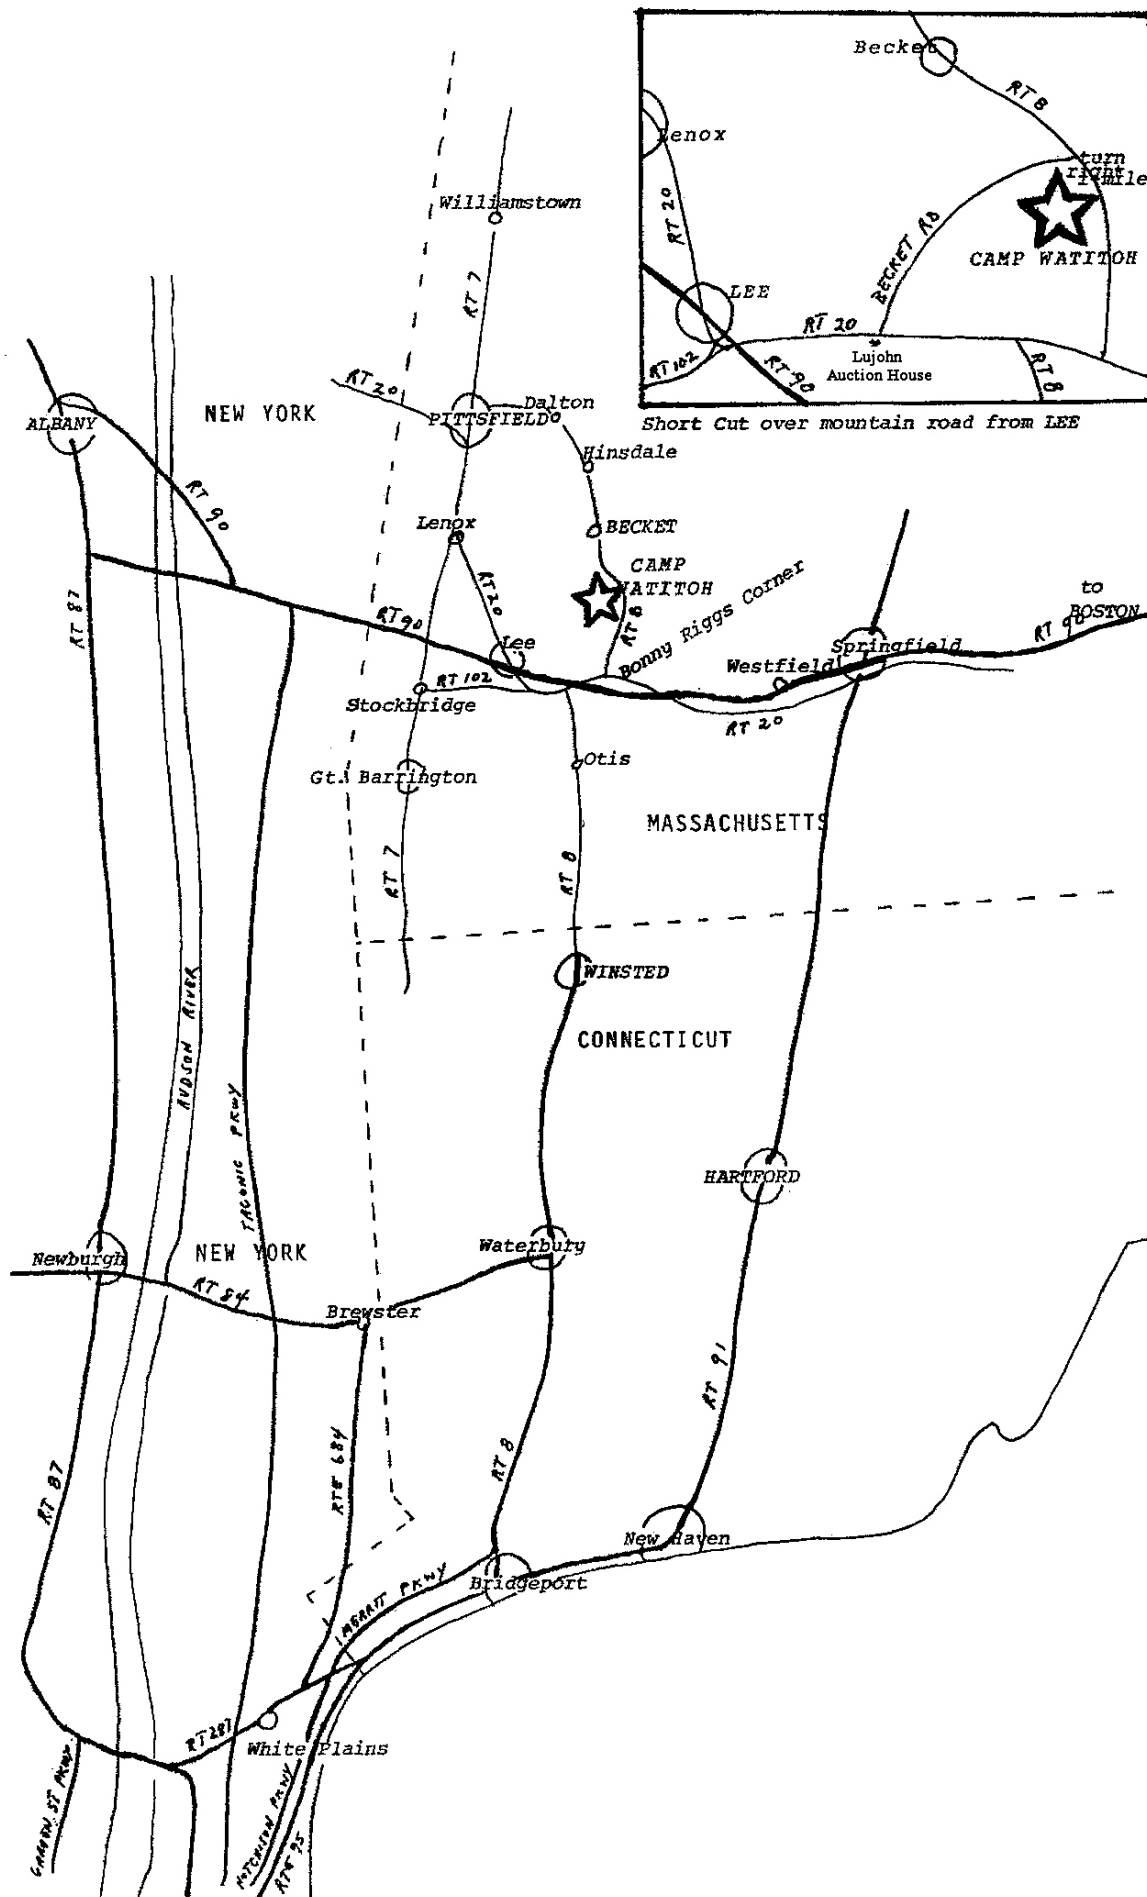 Becket
RT 8
Lenox
turn
right
1 mile
RT 20
BECKET RD
CAMP WATITOH
LEE
RT 20
RT 102
RT 90
Lujohn
Auction House
RT 8
Short Cut over mountain road from LEE
Williamstown
RT 7
RT 20
NEW YORK
ALBANY
PITTSFIELD
Dalton
Hinsdale
RT 90
Lenox
BECKET
CAMP
WATITOH
RT 87
RT 20
RT 90
RT 8
Bonny Riggs Corner
to
BOSTON
RT 90
Lee
Springfield
Westfield
RT 102
Stockbridge
RT 20
Gt. Barrington
Otis
MASSACHUSETTS
RT 7
RT 8
WINSTED
CONNECTICUT
HUDSON RIVER
TACONIC PKWY
HARTFORD
Newburgh
NEW YORK
Waterbury
RT 84
Brewster
RT 91
RTE 684
RT 8
RT 87
New Haven
Bridgeport
MERRITT PKWY
RT 287
White Plains
GARDEN ST PKWY
HUTCHISON PKWY
RTE 95